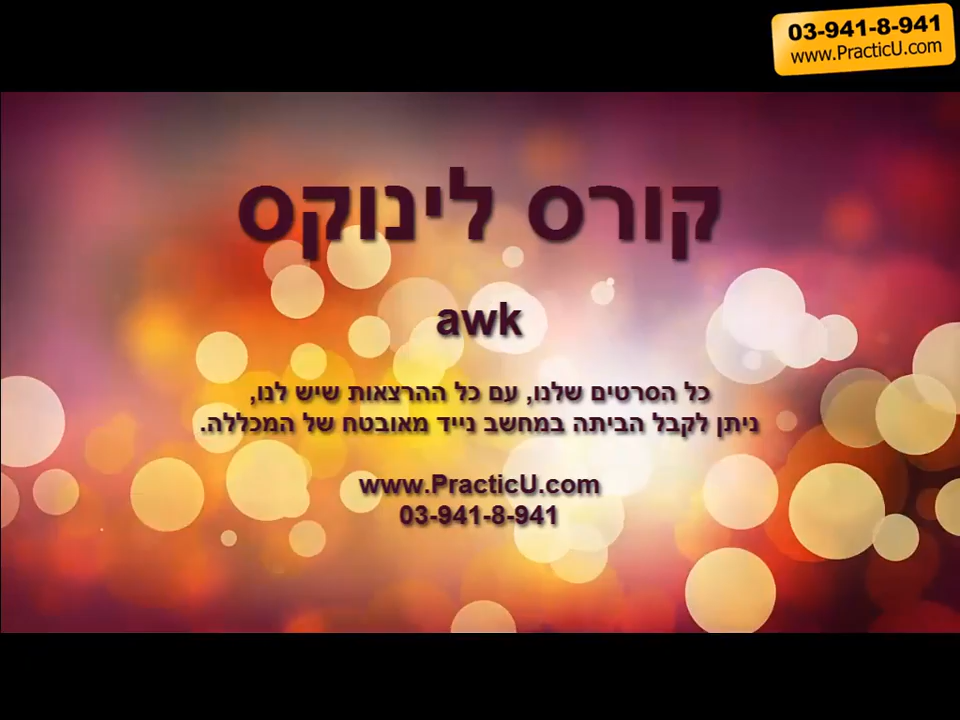 03-941-8-941
www.PracticU.com
קורס לינוקס
awk
כל הסרטים שלנו, עם כל ההרצאות שיש לנו,
ניתן לקבל הביתה במחשב נייד מאובטח של המכללה.
www.PracticU.com
03-941-8-941